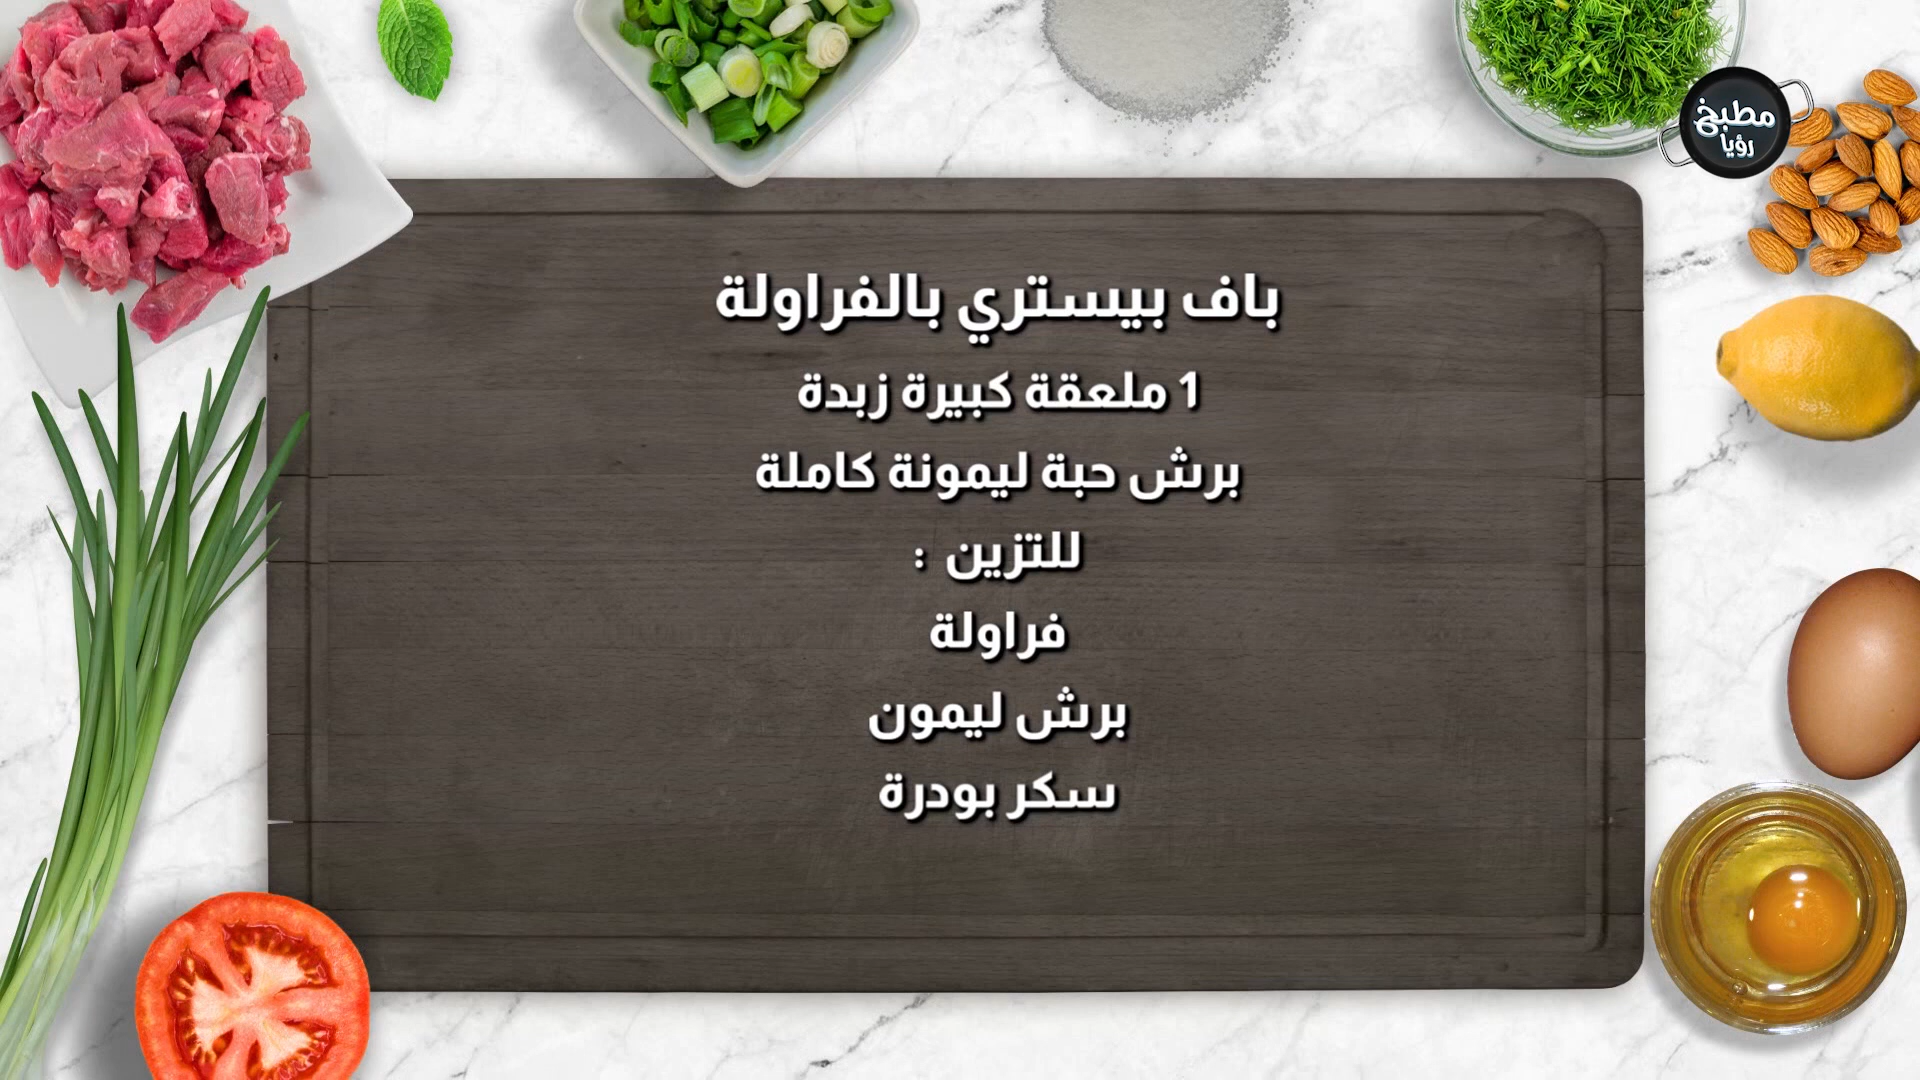 مطبخ
رؤيا
باف بيستري بالفراولة
1 ملعقة كبيرة زبدة
برش حبة ليمونة كاملة
للتزين :
فراولة
برش ليمون
سكر بودرة